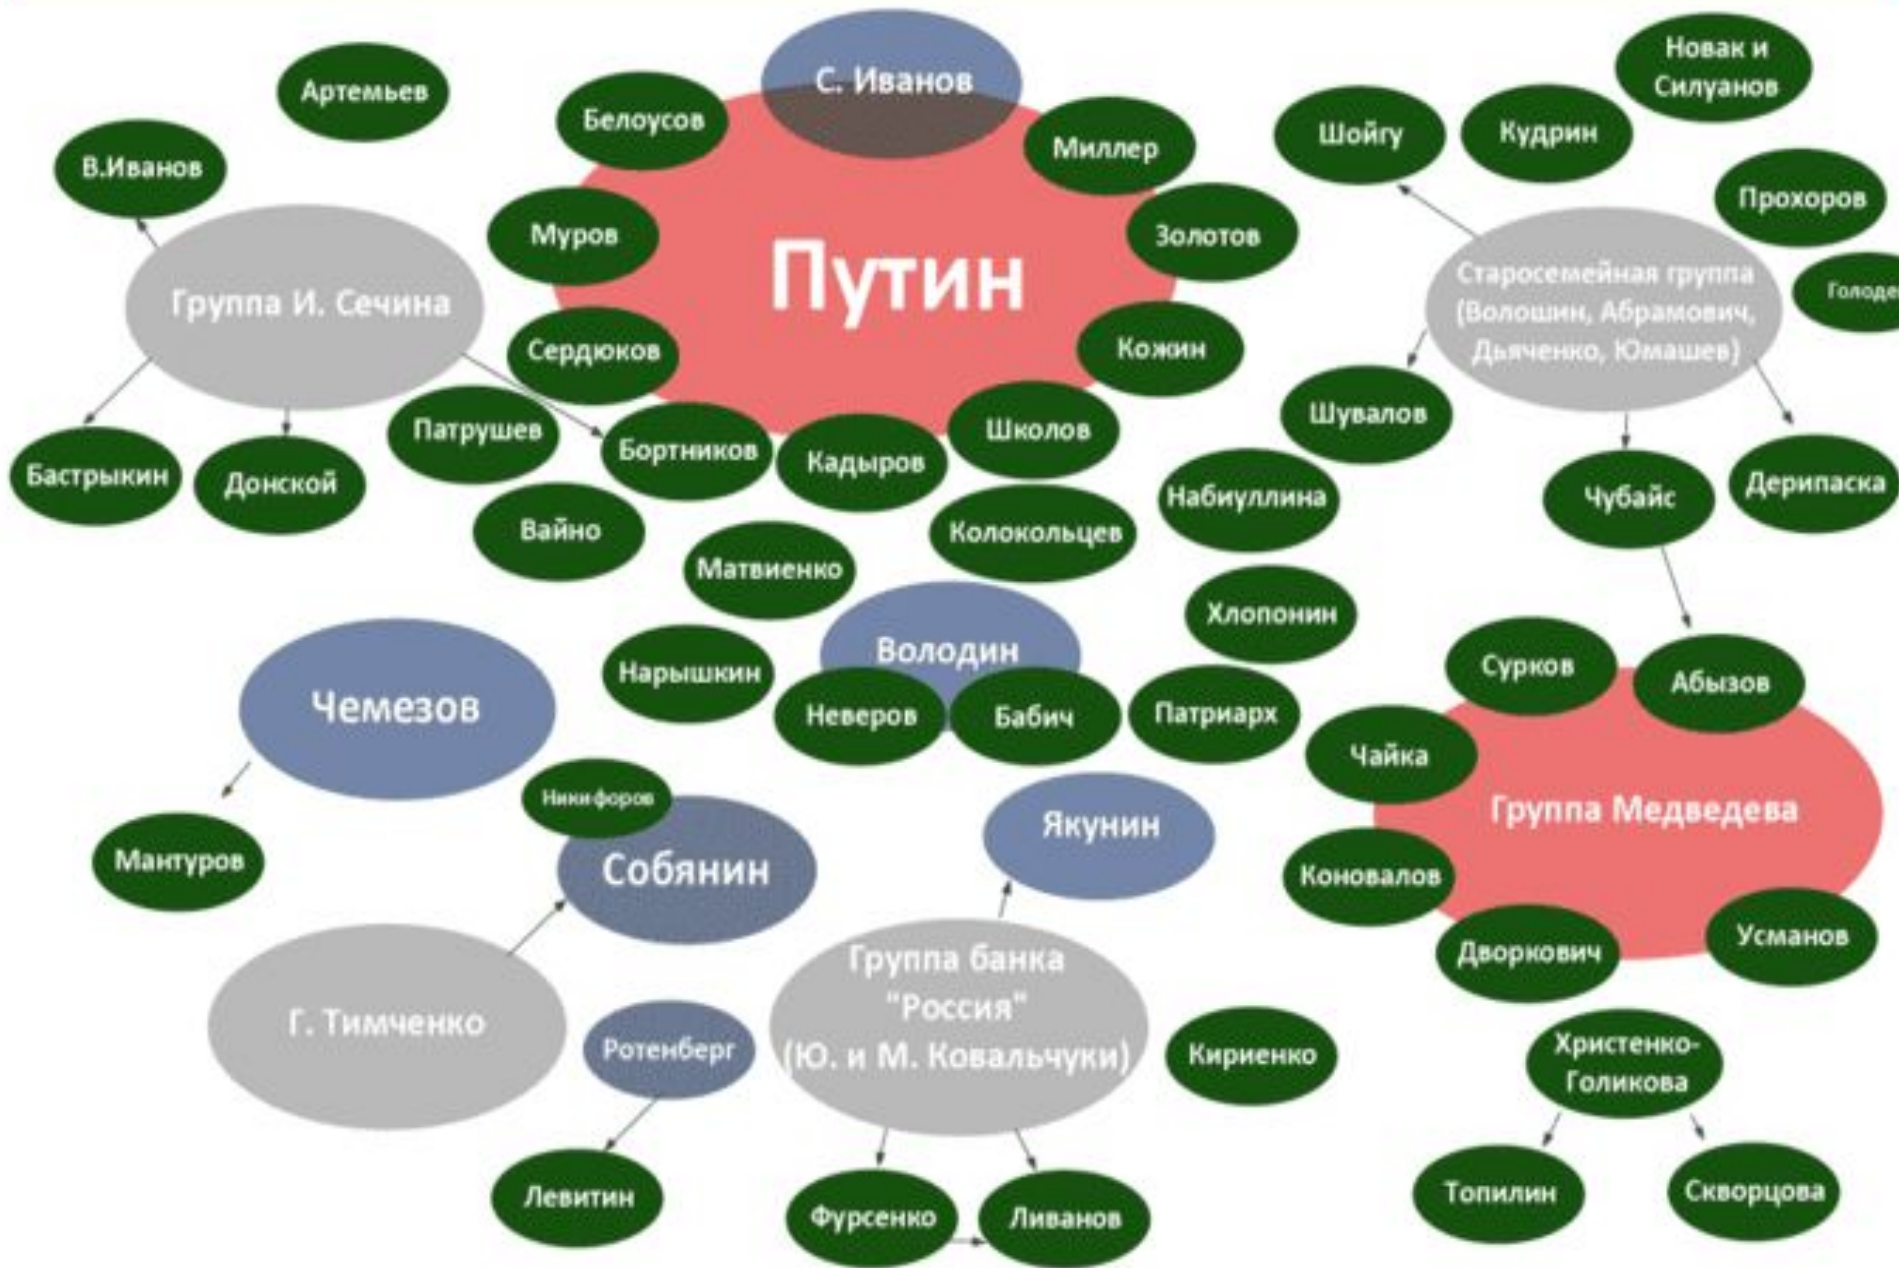 Новак и
Силуанов
Артемьев
С. Иванов
Белоусов
Шойгу
Кудрин
Миллер
В.Иванов
Прохоров
Муров
Золотов
Путин
Старосемейная группа
(Волошин, Абрамович,
Дьяченко, Юмашев)
Голоде
Группа И. Сечина
Сердюков
Кожин
Шувалов
Патрушев
Школов
Бортников
Кадыров
Бастрыкин
Донской
Набиуллина
Чубайс
Дерипаска
Вайно
Колокольцев
Матвиенко
Хлопонин
Володин
Нарышкин
Сурков
Абызов
Чемезов
Неверов
Бабич
Патриарх
Чайка
Никифоров
Группа Медведева
Якунин
Мантуров
Собянин
Коновалов
Усманов
Дворкович
Группа банка
"Россия"
(Ю. и М. Ковальчуки)
Г. Тимченко
Ротенберг
Кириенко
Христенко-
Голикова
Левитин
Фурсенко
Ливанов
Топилин
Скворцова